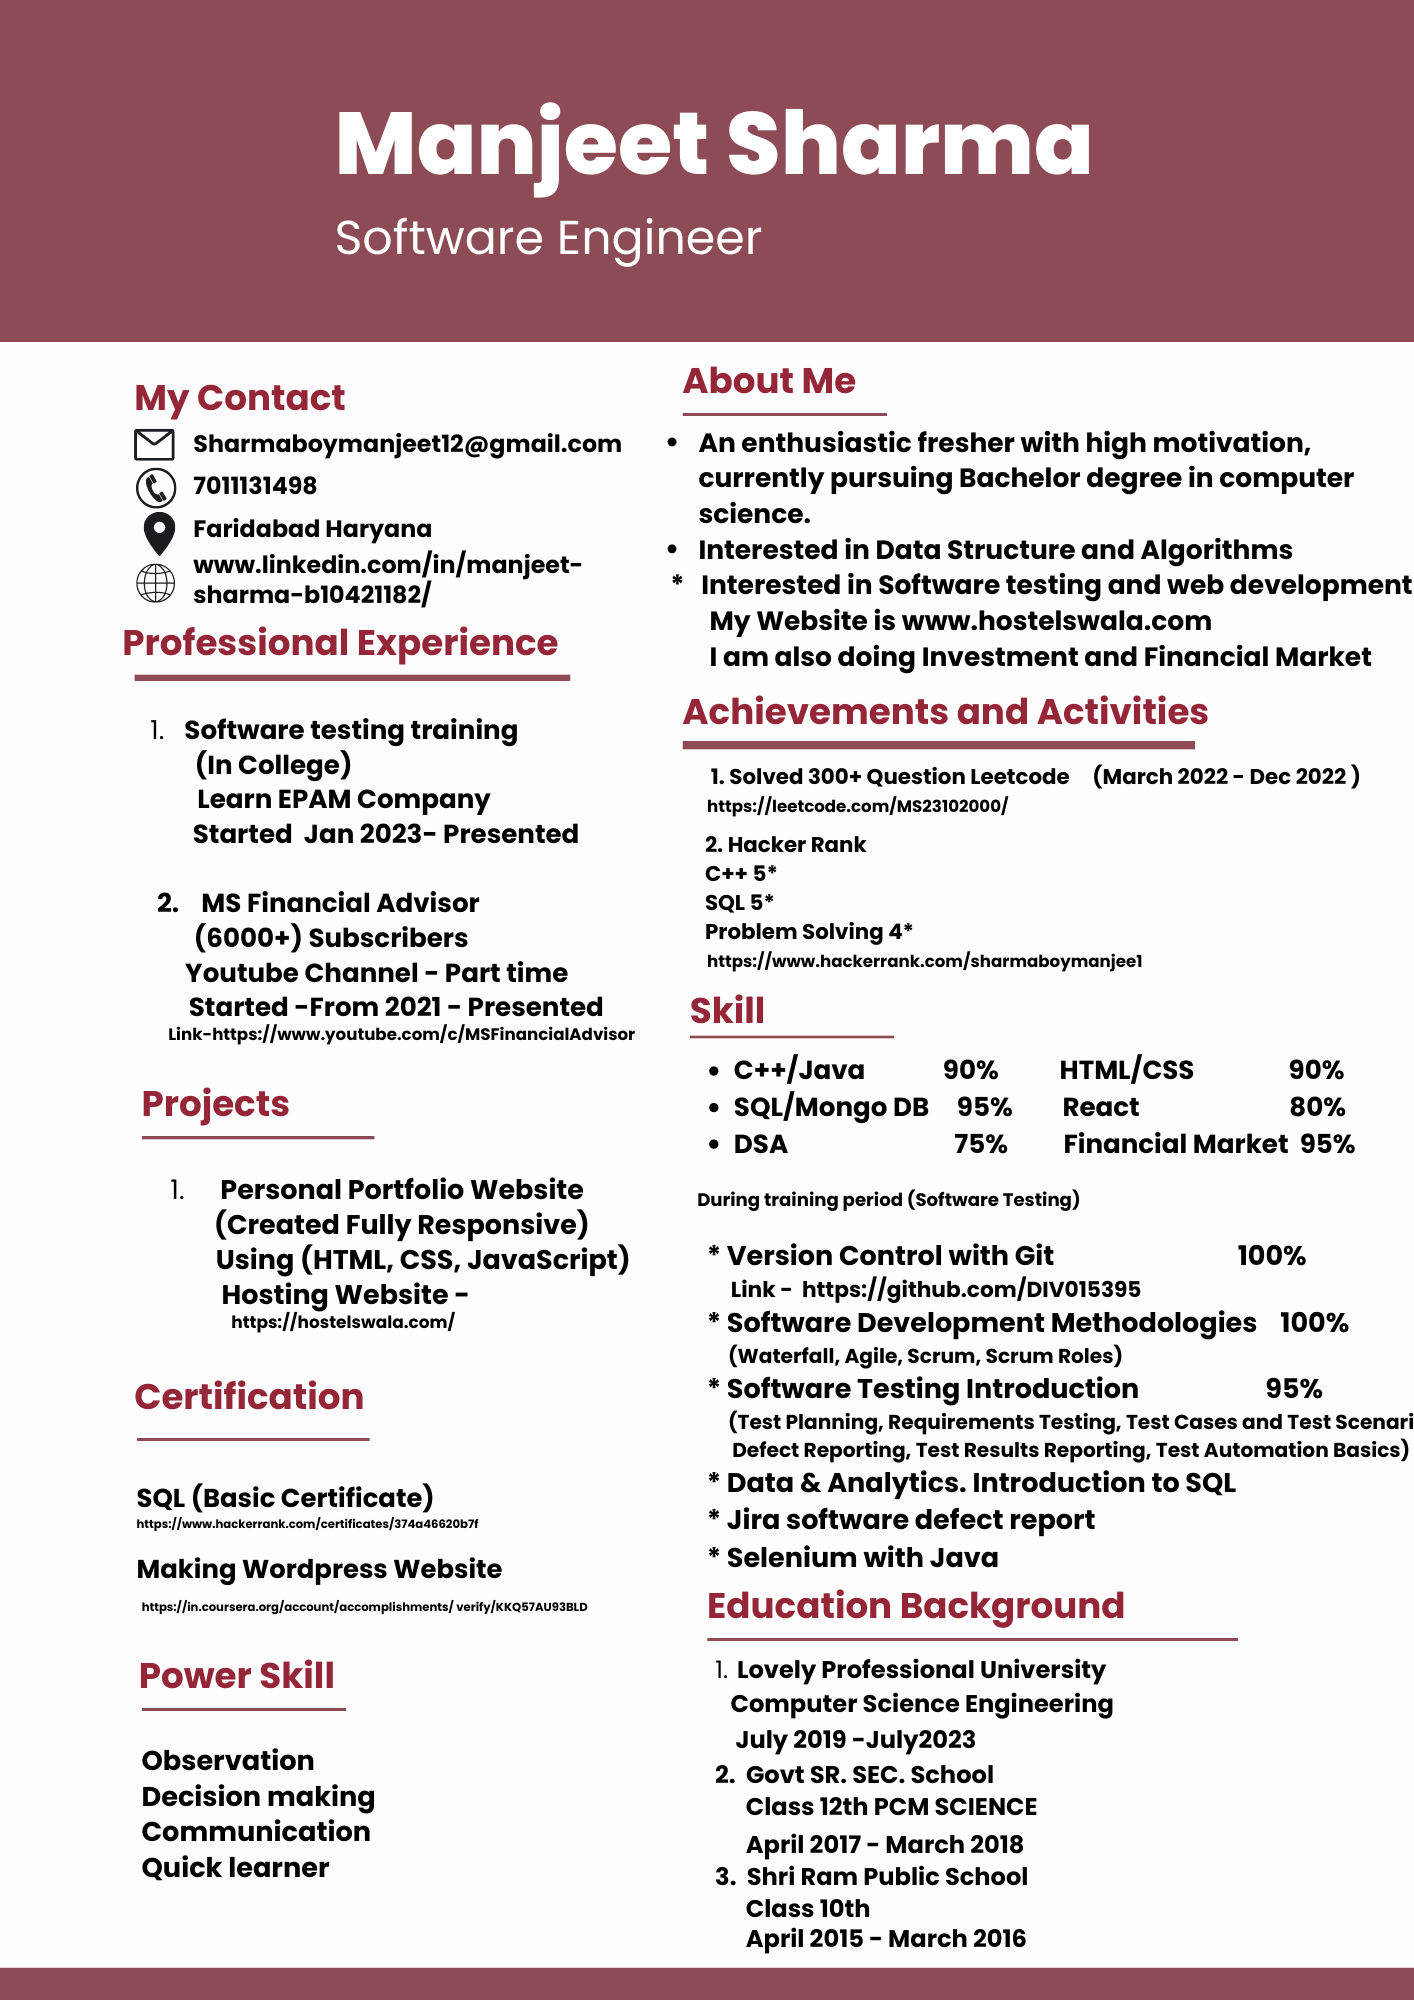 Manjeet Sharma
Software Engineer
My Contact
Sharmaboymanjeet12@gmail.com
7011131498
Faridabad Haryana
www.linkedin.com/in/manjeet-
sharma-b10421182/
Professional Experience
1. Software testing training
(In College)
Learn EPAM Company
Started Jan 2023- Presented
2. MS Financial Advisor
(6000+) Subscribers
Youtube Channel - Part time
Started -From 2021 - Presented
Link-https://www.youtube.com/c/MSFinancialAdvisor
Projects
1. Personal Portfolio Website
(Created Fully Responsive)
Using (HTML, CSS, JavaScript)
Hosting Website -
https://hostelswala.com/
Certification
SQL (Basic Certificate)
https://www.hackerrank.com/certificates/374a46620b7f
Making Wordpress Website
https://in.coursera.org/account/accomplishments/ verify/KKQ57AU93BLD
Power Skill
Observation
Decision making
Communication
Quick learner
About Me
• An enthusiastic fresher with high motivation,
currently pursuing Bachelor degree in computer
science.
• Interested in Data Structure and Algorithms
* Interested in Software testing and web development
My Website is www.hostelswala.com
I am also doing Investment and Financial Market
Achievements and Activities
1. Solved 300+ Question Leetcode (March 2022 - Dec 2022 )
https://leetcode.com/MS23102000/
2. Hacker Rank
C++ 5*
SQL 5*
Problem Solving 4*
https://www.hackerrank.com/sharmaboymanjee1
Skill
• C++/Java 90% HTML/CSS 90%
• SQL/Mongo DB 95% React 80%
• DSA 75% Financial Market 95%
During training period (Software Testing)
* Version Control with Git 100%
Link - https://github.com/DIV015395
* Software Development Methodologies 100%
(Waterfall, Agile, Scrum, Scrum Roles)
* Software Testing Introduction 95%
(Test Planning, Requirements Testing, Test Cases and Test Scenari
Defect Reporting, Test Results Reporting, Test Automation Basics)
* Data & Analytics. Introduction to SQL
* Jira software defect report
* Selenium with Java
Education Background
1. Lovely Professional University
Computer Science Engineering
July 2019 -July2023
2. Govt SR. SEC. School
Class 12th PCM SCIENCE
April 2017 - March 2018
3. Shri Ram Public School
Class 10th
April 2015 - March 2016